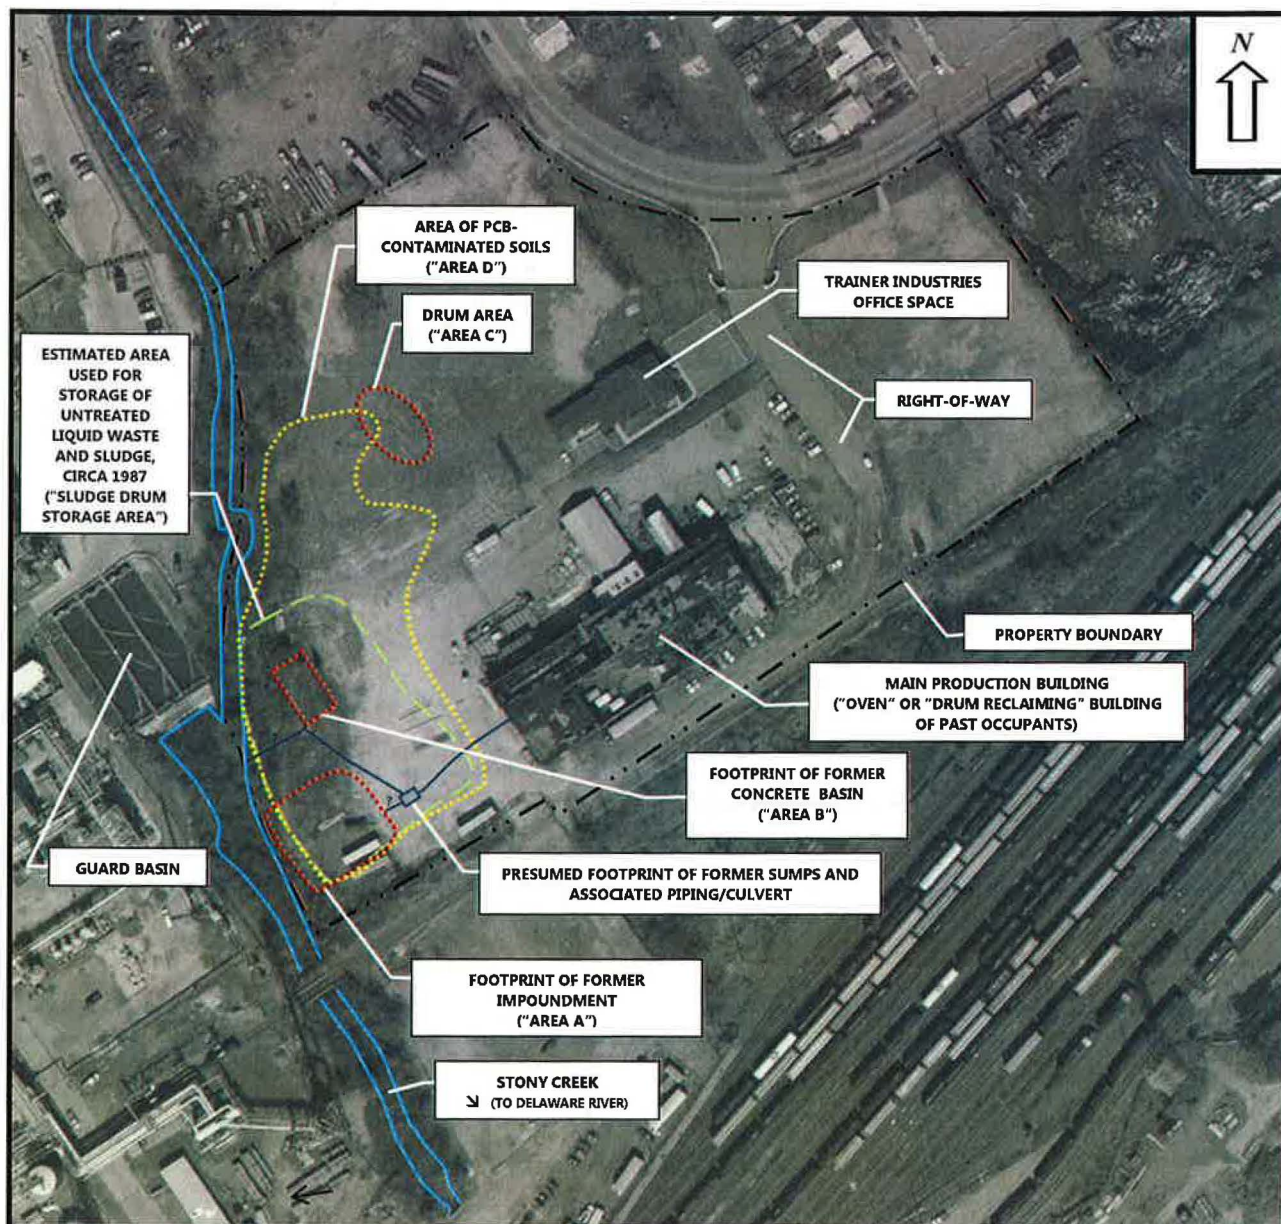 N
AREA OF PCB-
CONTAMINATED SOILS
("AREA D")
DRUM AREA
("AREA C")
TRAINER INDUSTRIES
OFFICE SPACE
ESTIMATED AREA
USED FOR
STORAGE OF
UNTREATED
LIQUID WASTE
AND SLUDGE,
CIRCA 1987
("SLUDGE DRUM
STORAGE AREA")
RIGHT-OF-WAY
PROPERTY BOUNDARY
MAIN PRODUCTION BUILDING
("OVEN" OR "DRUM RECLAIMING" BUILDING
OF PAST OCCUPANTS)
FOOTPRINT OF FORMER
CONCRETE BASIN
("AREA B")
?
GUARD BASIN
PRESUMED FOOTPRINT OF FORMER SUMPS AND
ASSOCIATED PIPING/CULVERT
FOOTPRINT OF FORMER
IMPOUNDMENT
("AREA A")
STONY CREEK
(TO DELAWARE RIVER)